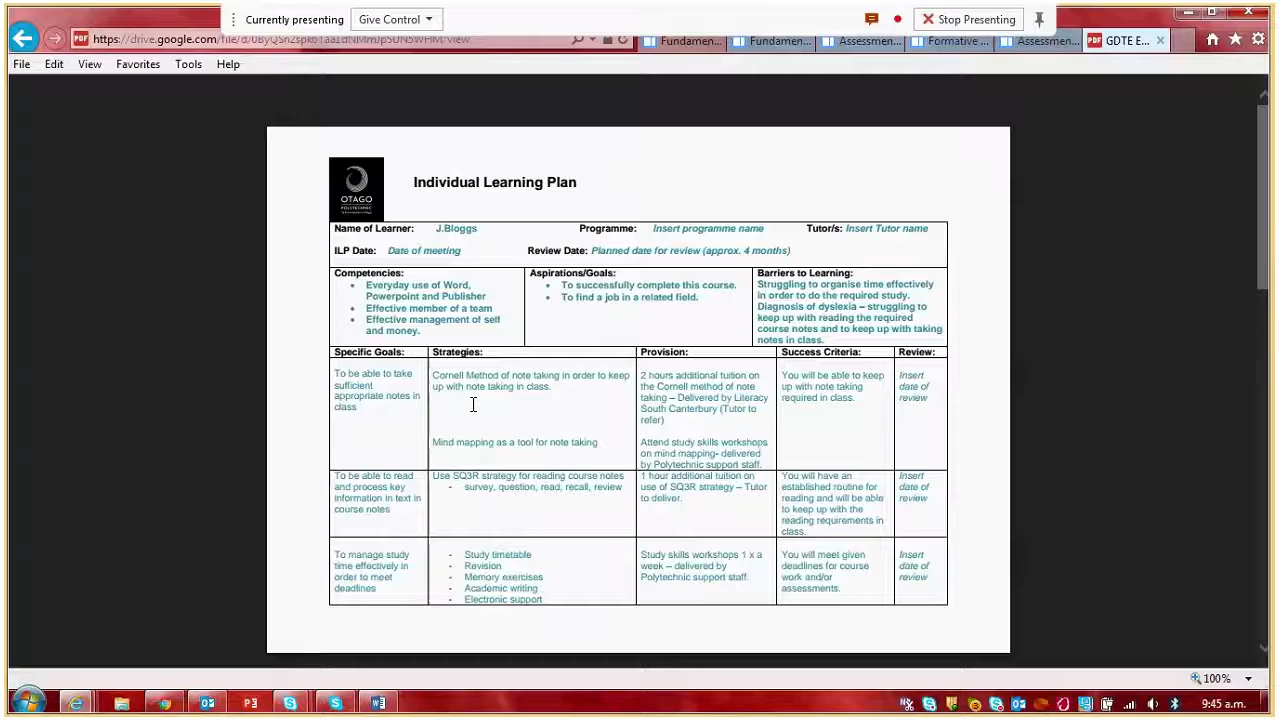 Currently presenting
Give Control
Stop Presenting
Fundamen...
Fundamen...
Assessmen...
Formative ...
Assessmen...
GDTE E...
File Edit View Favorites Tools Help
OTAGO
POLYTECHNIC
Individual Learning Plan
Name of Learner: J.Bloggs Programme: Insert programme name Tutor/s: Insert Tutor name
ILP Date: Date of meeting Review Date: Planned date for review (approx. 4 months)
Competencies:
Everyday use of Word,
Powerpoint and Publisher
Effective member of a team
Effective management of self
and money.
Aspirations/Goals:
To successfully complete this course.
To find a job in a related field.
Barriers to Learning:
Struggling to organise time effectively
in order to do the required study.
Diagnosis of dyslexia – struggling to
keep up with reading the required
course notes and to keep up with taking
notes in class.
Specific Goals: Strategies: Provision: Success Criteria: Review:
To be able to take
sufficient
appropriate notes in
class
Cornell Method of note taking in order to keep
up with note taking in class.
Mind mapping as a tool for note taking
2 hours additional tuition on
the Cornell method of note
taking – Delivered by Literacy
South Canterbury (Tutor to
refer)
Attend study skills workshops
on mind mapping- delivered
by Polytechnic support staff.
You will be able to keep
up with note taking
required in class.
Insert
date of
review
To be able to read
and process key
information in text in
course notes
Use SQ3R strategy for reading course notes
- survey, question, read, recall, review
1 hour additional tuition on
use of SQ3R strategy – Tutor
to deliver.
You will have an
established routine for
reading and will be able
to keep up with the
reading requirements in
class.
Insert
date of
review
To manage study
time effectively in
order to meet
deadlines
- Study timetable
- Revision
- Memory exercises
- Academic writing
- Electronic support
Study skills workshops 1 x a
week – delivered by
Polytechnic support staff.
You will meet given
deadlines for course
work and/or
assessments.
Insert
date of
review
100%
9:45 a.m.